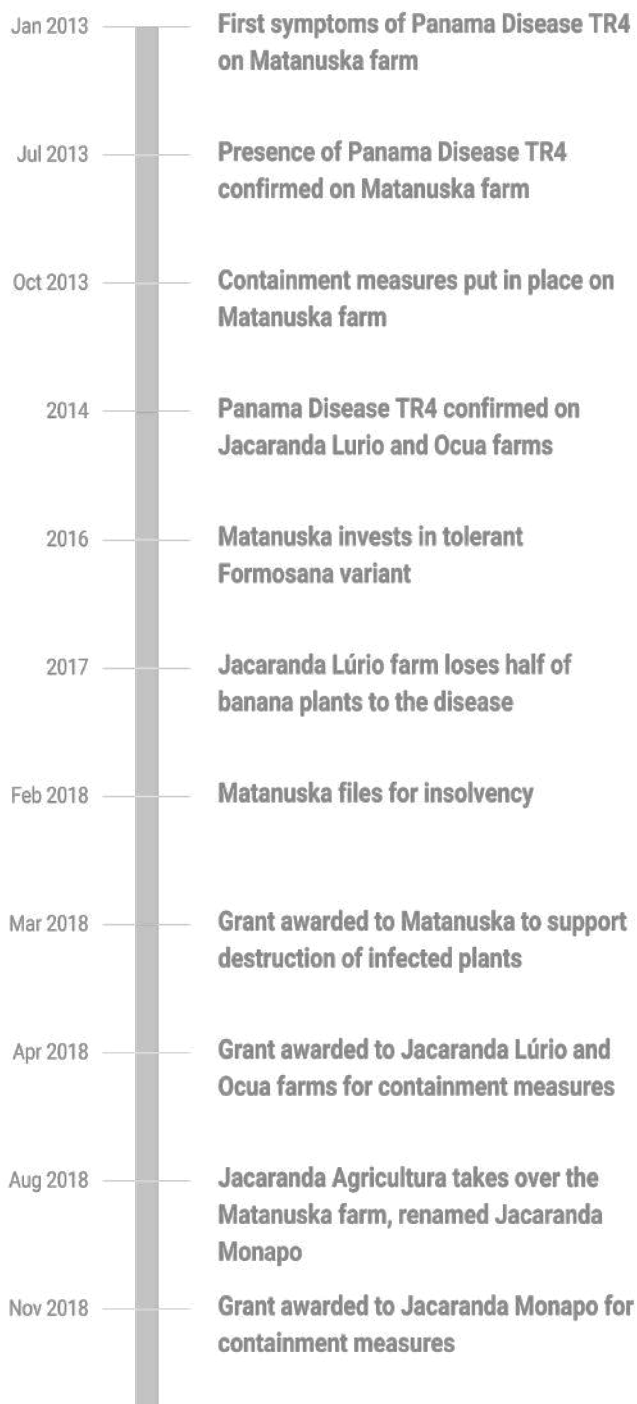 Jan 2013
First symptoms of Panama Disease TR4
on Matanuska farm
Jul 2013
Presence of Panama Disease TR4
confirmed on Matanuska farm
Oct 2013
Containment measures put in place on
Matanuska farm
2014
Panama Disease TR4 confirmed on
Jacaranda Lurio and Ocua farms
2016
Matanuska invests in tolerant
Formosana variant
2017
Jacaranda Lúrio farm loses half of
banana plants to the disease
Feb 2018
Matanuska files for insolvency
Mar 2018
Grant awarded to Matanuska to support
destruction of infected plants
Apr 2018
Grant awarded to Jacaranda Lúrio and
Ocua farms for containment measures
Aug 2018
Jacaranda Agricultura takes over the
Matanuska farm, renamed Jacaranda
Monapo
Nov 2018
Grant awarded to Jacaranda Monapo for
containment measures